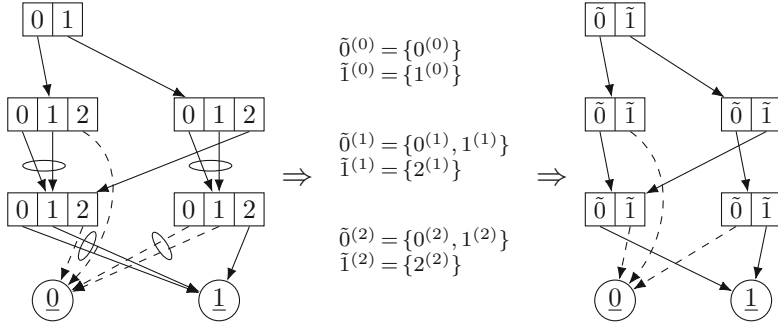 0 1
0 1 2
0 1 2
0 1 2
0 1 2
0
1
⇒
0̃⁽⁰⁾ = {0⁽⁰⁾}
1̃⁽⁰⁾ = {1⁽⁰⁾}
0̃⁽¹⁾ = {0⁽¹⁾, 1⁽¹⁾}
1̃⁽¹⁾ = {2⁽¹⁾}
0̃⁽²⁾ = {0⁽²⁾, 1⁽²⁾}
1̃⁽²⁾ = {2⁽²⁾}
⇒
0̃ 1̃
0̃ 1̃
0̃ 1̃
0̃ 1̃
0̃ 1̃
0
1